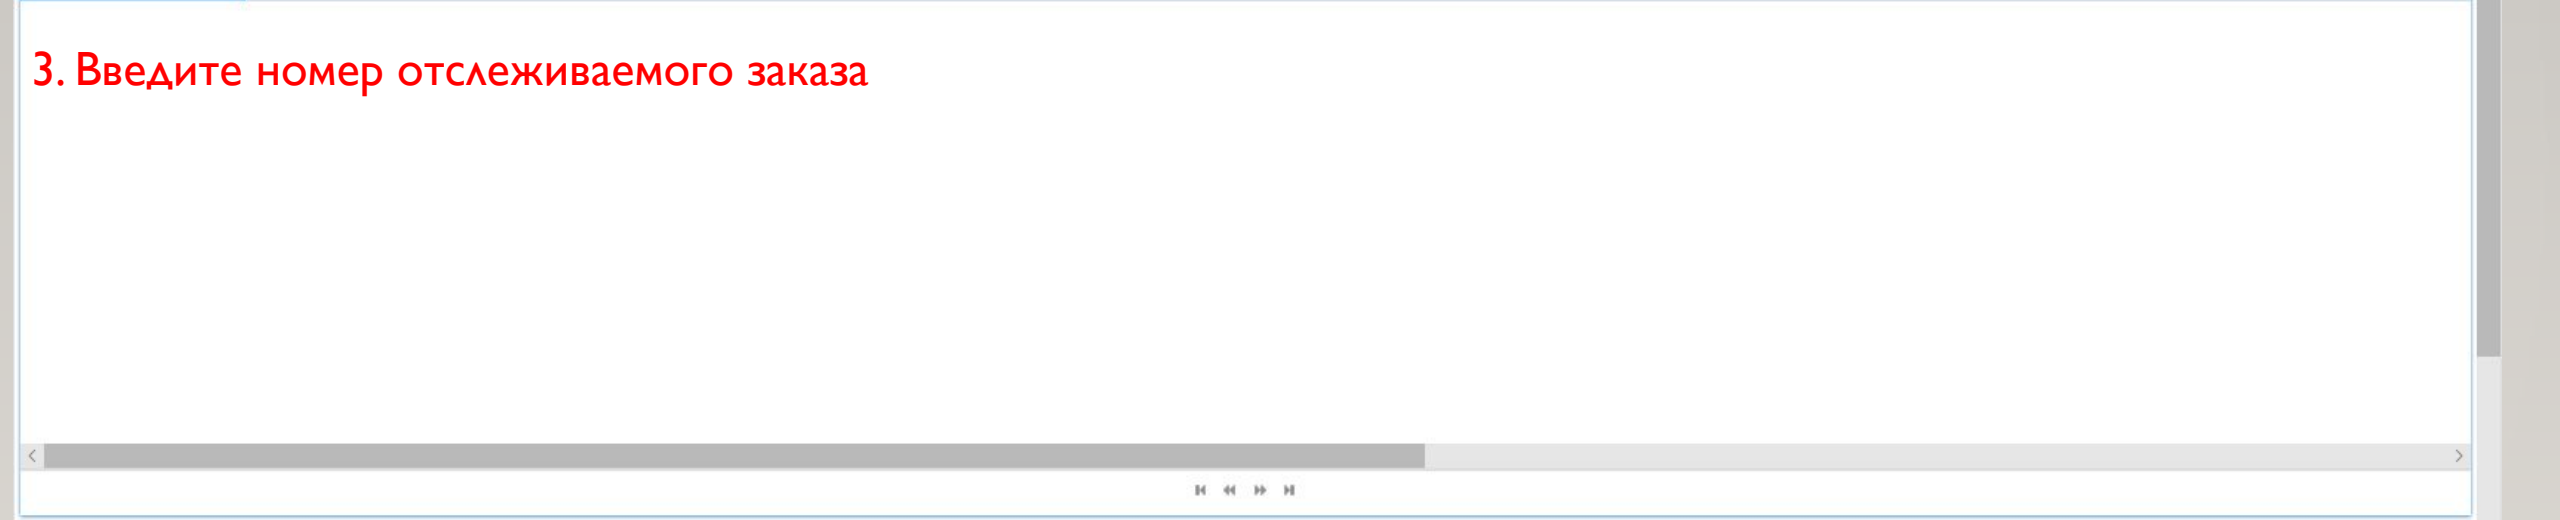 3. Введите номер отслеживаемого заказа